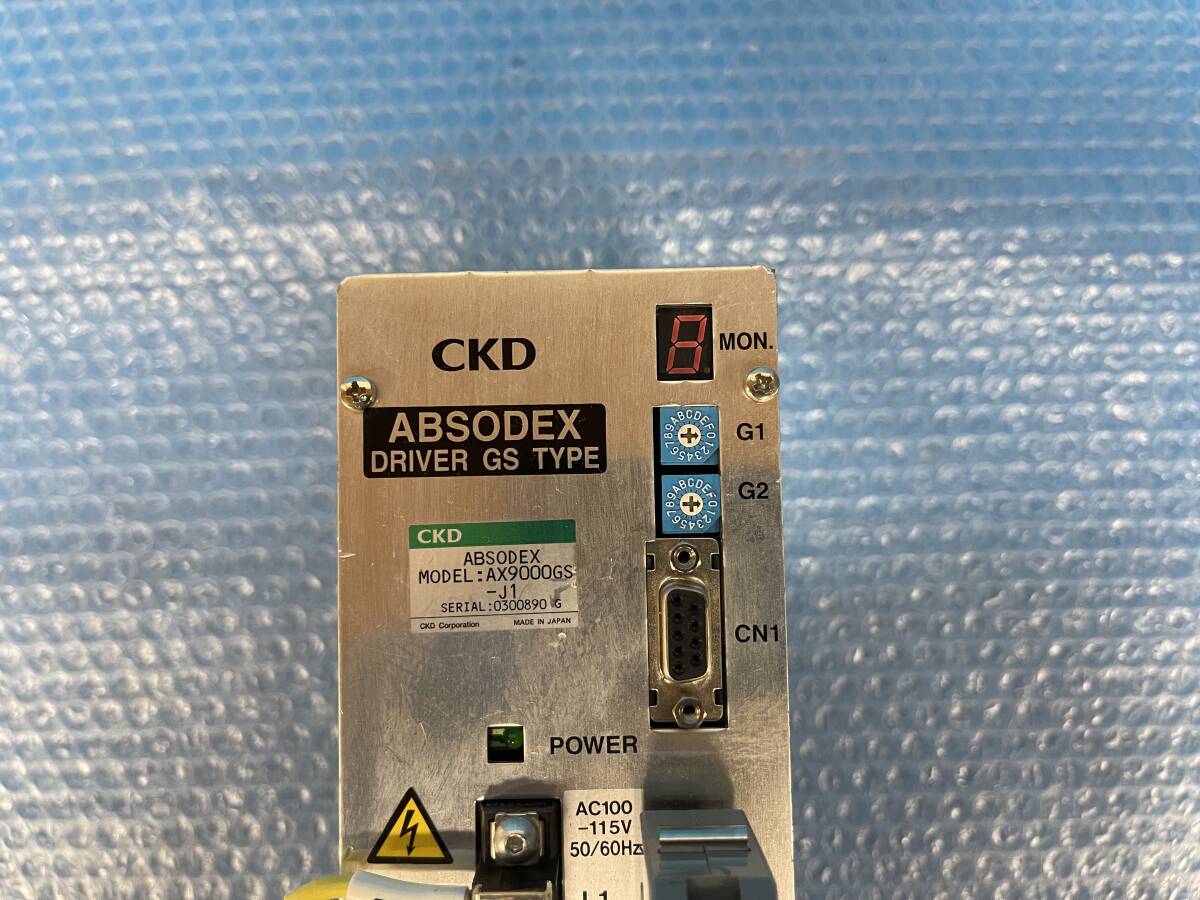 CKD
MON.
ABSODEX
DRIVER GS TYPE
G1
G2
CKD
ABSODEX
MODEL:AX9000GS
-J1
SERIAL:0300890 G
CKD Corporation MADE IN JAPAN
CN1
POWER
AC100
-115V
50/60Hz
L1